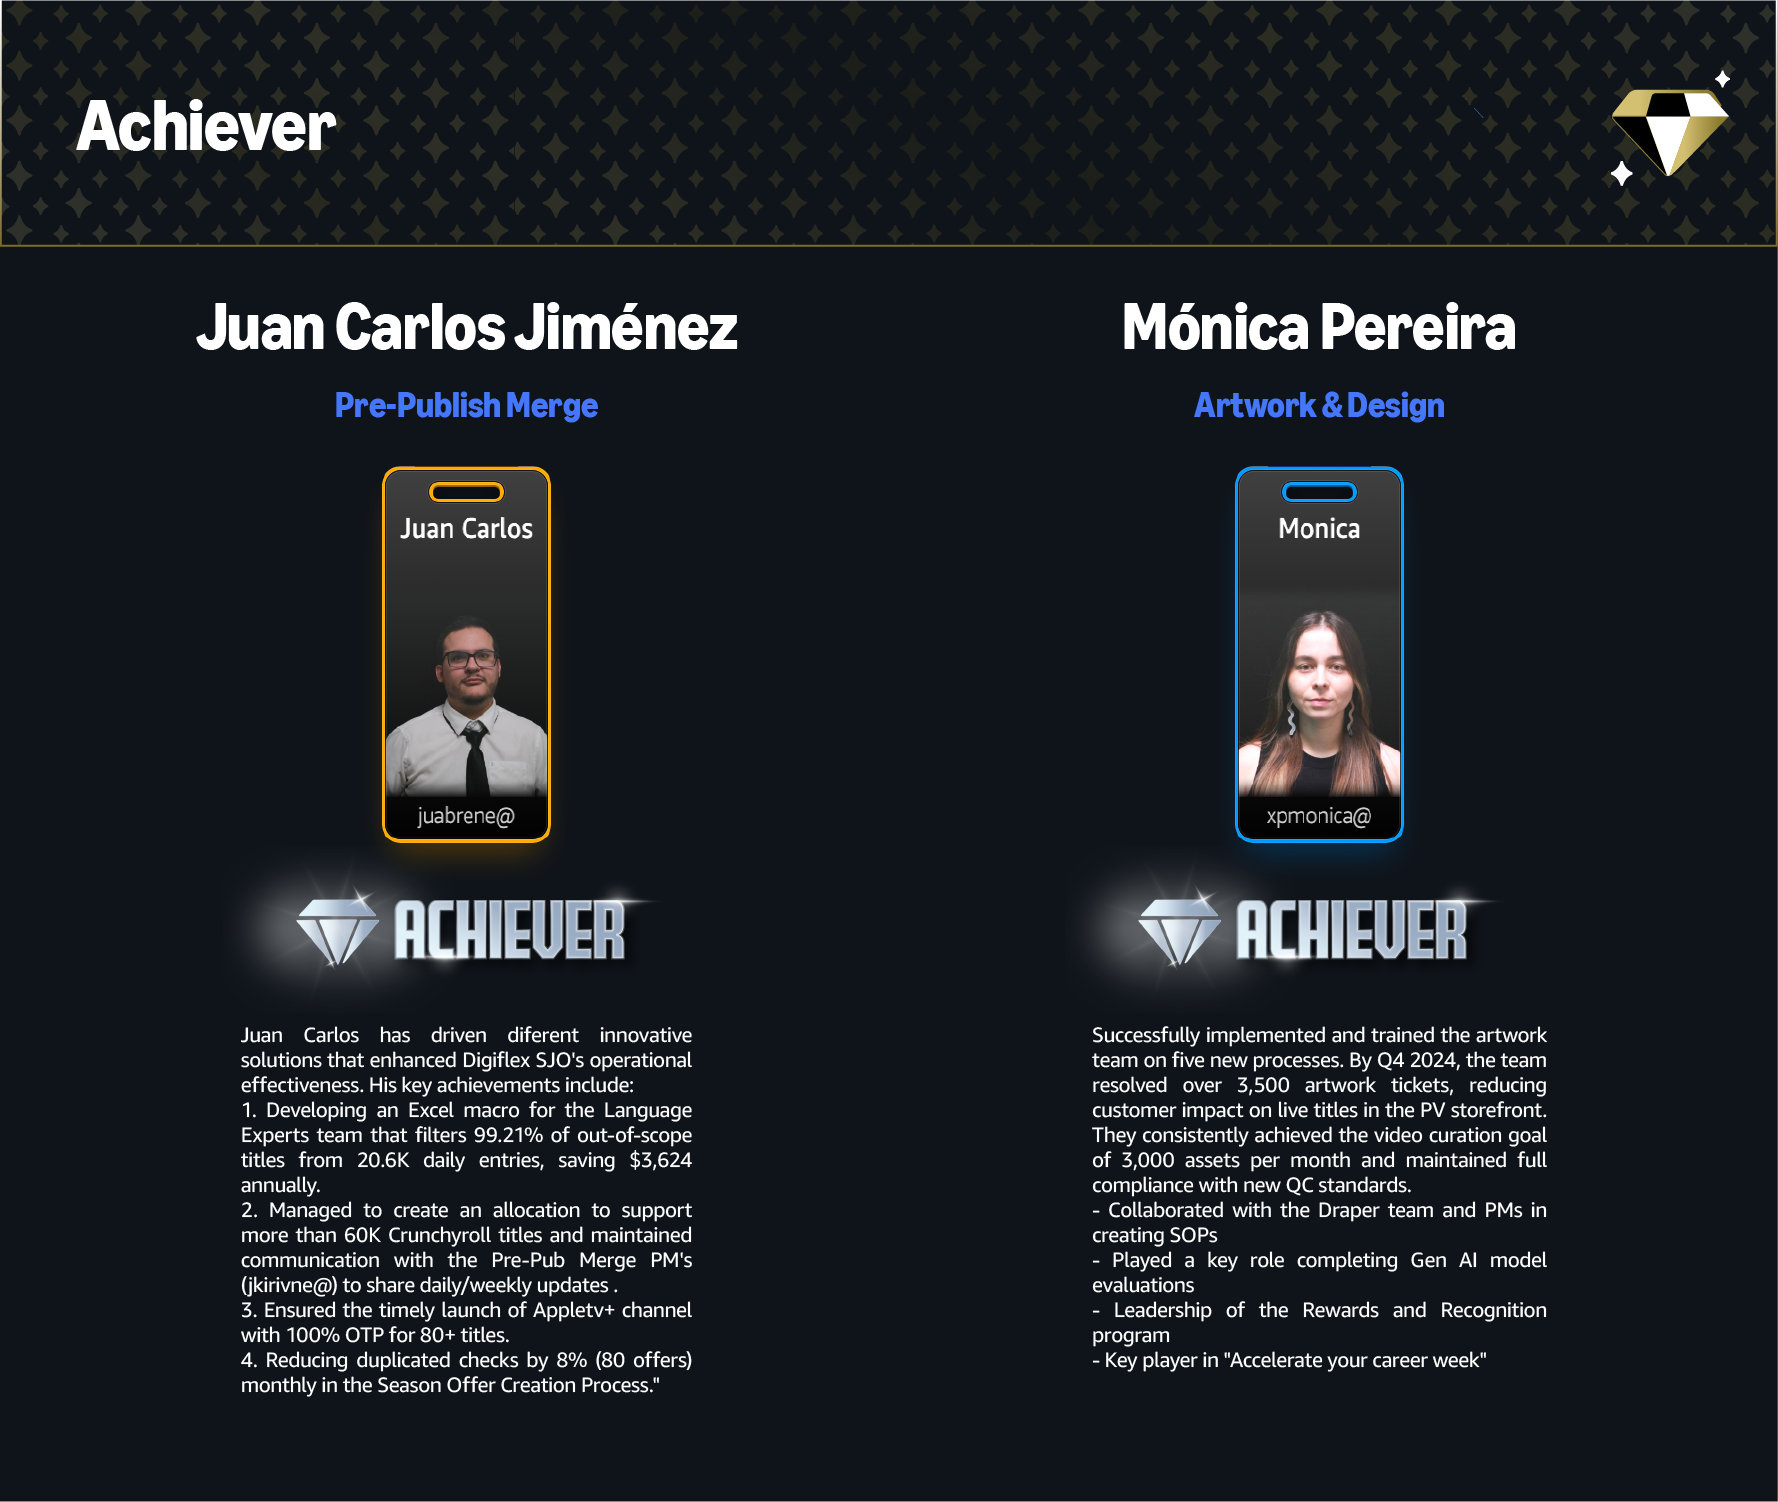 Achiever
Juan Carlos Jiménez
Pre-Publish Merge
Juan Carlos
juabrene@
ACHIEVER
Juan Carlos has driven diferent innovative
solutions that enhanced Digiflex SJO's operational
effectiveness. His key achievements include:
1. Developing an Excel macro for the Language
Experts team that filters 99.21% of out-of-scope
titles from 20.6K daily entries, saving $3,624
annually.
2. Managed to create an allocation to support
more than 60K Crunchyroll titles and maintained
communication with the Pre-Pub Merge PM's
(jkirivne@) to share daily/weekly updates .
3. Ensured the timely launch of Appletv+ channel
with 100% OTP for 80+ titles.
4. Reducing duplicated checks by 8% (80 offers)
monthly in the Season Offer Creation Process."
Mónica Pereira
Artwork & Design
Monica
xpmonica@
ACHIEVER
Successfully implemented and trained the artwork
team on five new processes. By Q4 2024, the team
resolved over 3,500 artwork tickets, reducing
customer impact on live titles in the PV storefront.
They consistently achieved the video curation goal
of 3,000 assets per month and maintained full
compliance with new QC standards.
- Collaborated with the Draper team and PMs in
creating SOPs
- Played a key role completing Gen AI model
evaluations
- Leadership of the Rewards and Recognition
program
- Key player in "Accelerate your career week"